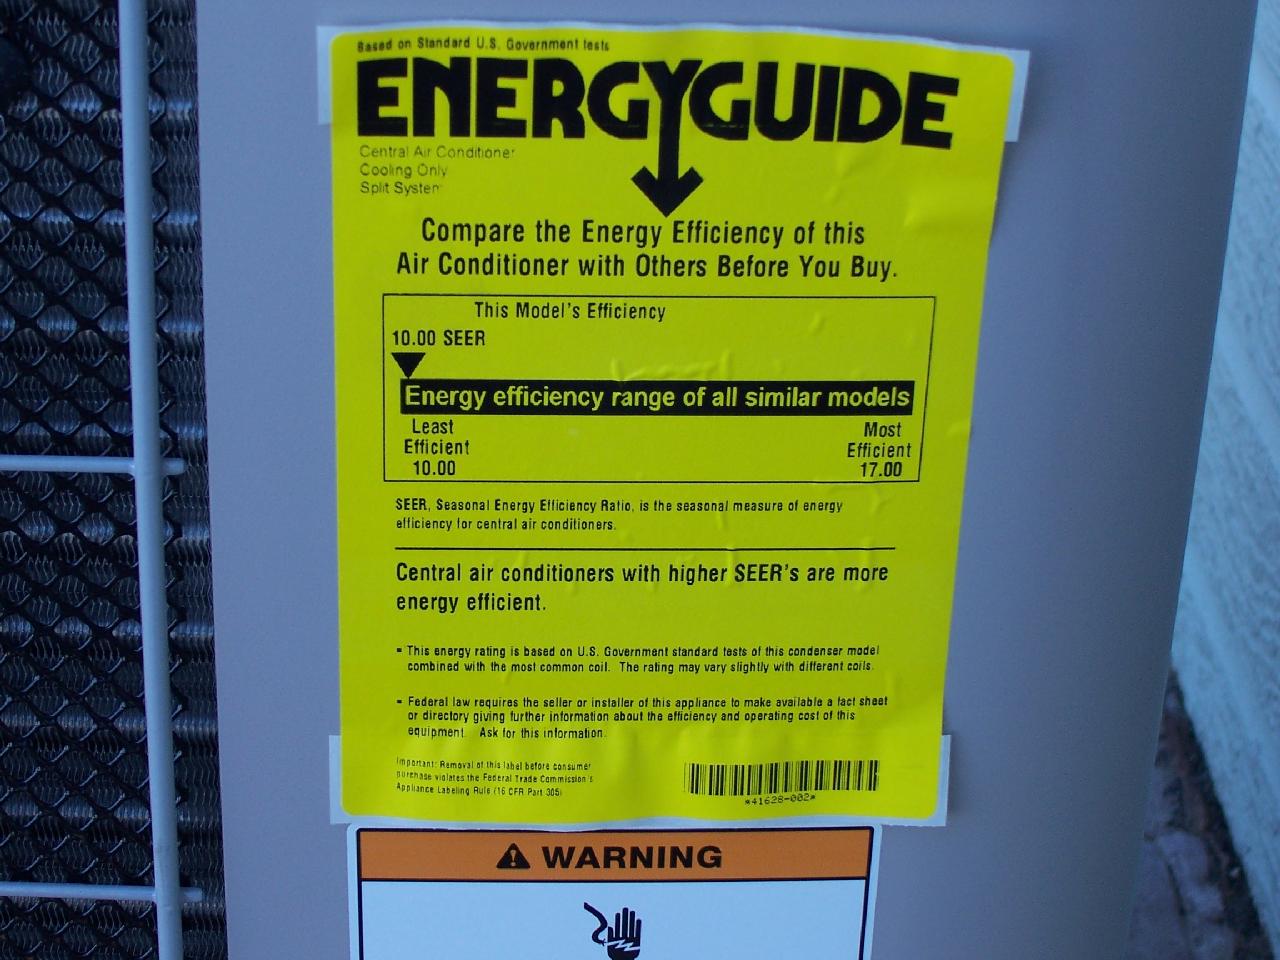 Based on Standard U.S. Government tests
ENERGYGUIDE
Central Air Conditioner
Cooling Only
Split System
Compare the Energy Efficiency of this
Air Conditioner with Others Before You Buy.
This Model's Efficiency
10.00 SEER
Energy efficiency range of all similar models
Least
Efficient
10.00
Most
Efficient
17.00
SEER, Seasonal Energy Efficiency Ratio, is the seasonal measure of energy
efficiency for central air conditioners.
Central air conditioners with higher SEER's are more
energy efficient.
- This energy rating is based on U.S. Government standard tests of this condenser model
combined with the most common coil. The rating may vary slightly with different coils.
- Federal law requires the seller or installer of this appliance to make available a fact sheet
or directory giving further information about the efficiency and operating cost of this
equipment. Ask for this information.
Important: Removal of this label before consumer
purchase violates the Federal Trade Commission's
Appliance Labeling Rule (16 CFR Part 305)
*41628-002*
WARNING